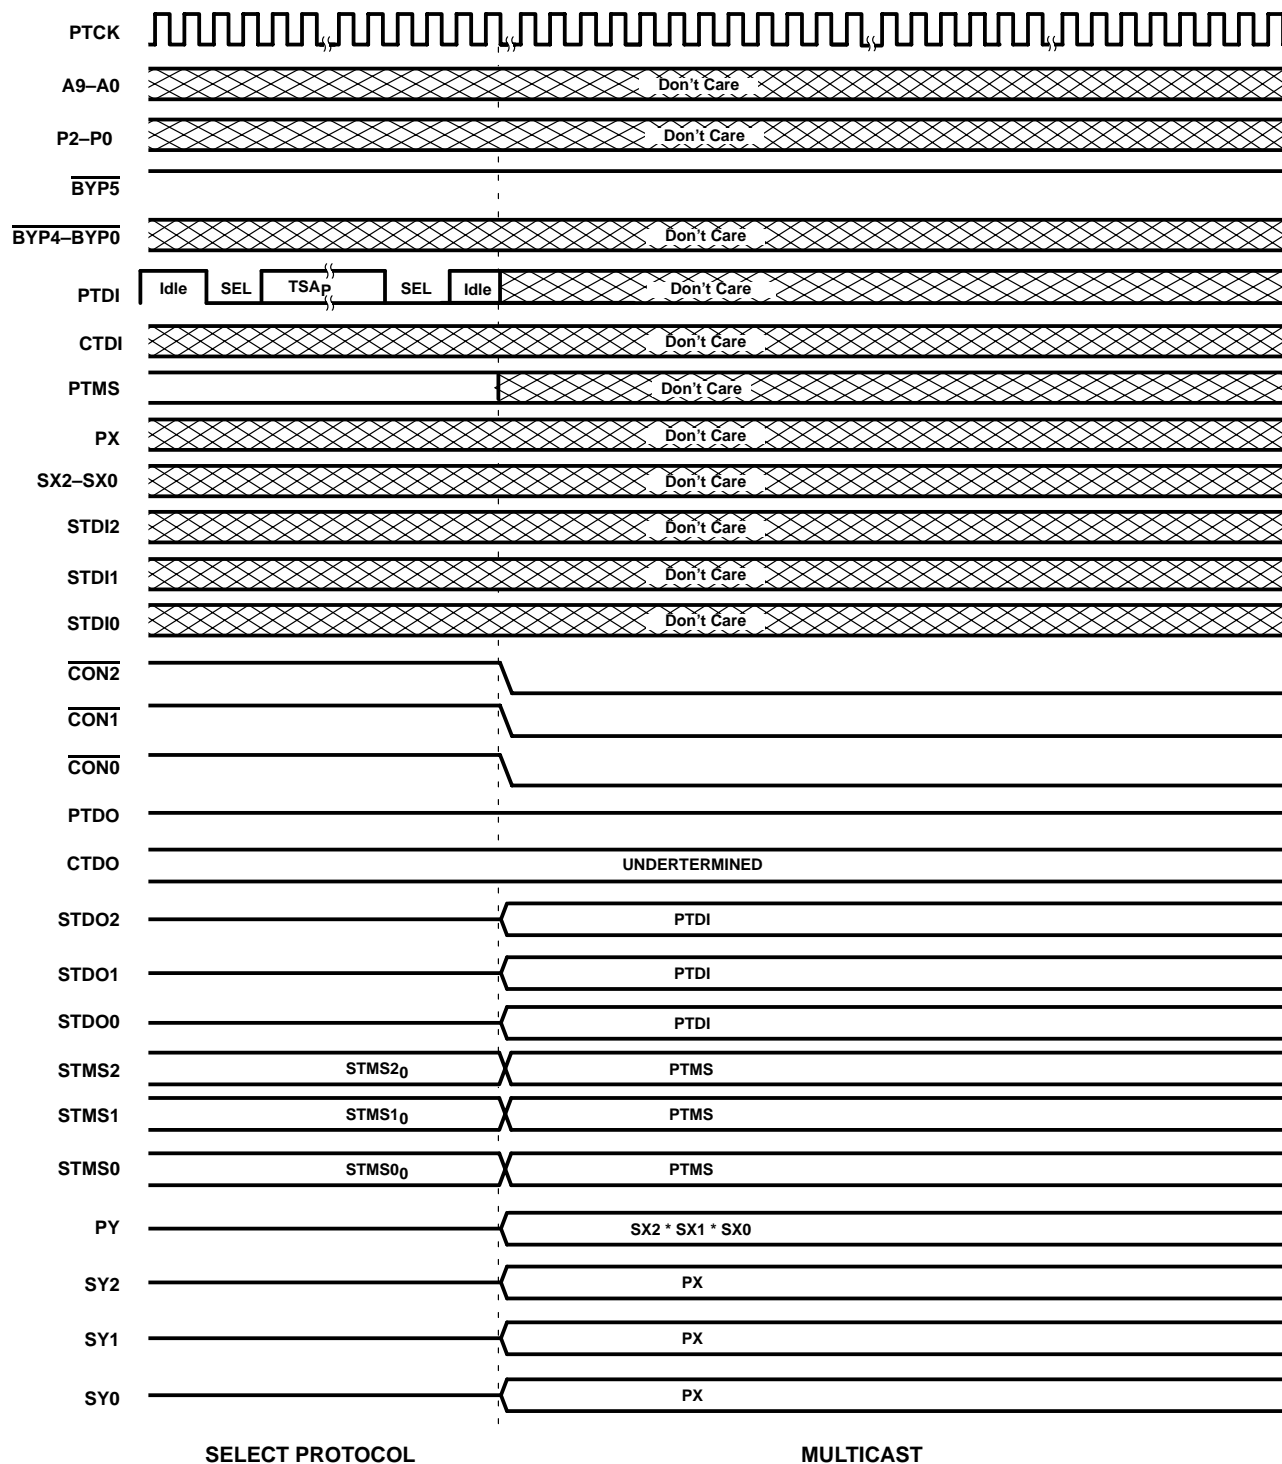 PTCK
A9–A0 Don't Care
P2–P0 Don't Care
BYP5
BYP4–BYP0 Don't Care
PTDI Idle SEL TSAP SEL Idle Don't Care
CTDI Don't Care
PTMS Don't Care
PX Don't Care
SX2–SX0 Don't Care
STDI2 Don't Care
STDI1 Don't Care
STDI0 Don't Care
CON2
CON1
CON0
PTDO
CTDO UNDERTERMINED
STDO2 PTDI
STDO1 PTDI
STDO0 PTDI
STMS2 STMS20 PTMS
STMS1 STMS10 PTMS
STMS0 STMS00 PTMS
PY SX2 * SX1 * SX0
SY2 PX
SY1 PX
SY0 PX
SELECT PROTOCOL MULTICAST